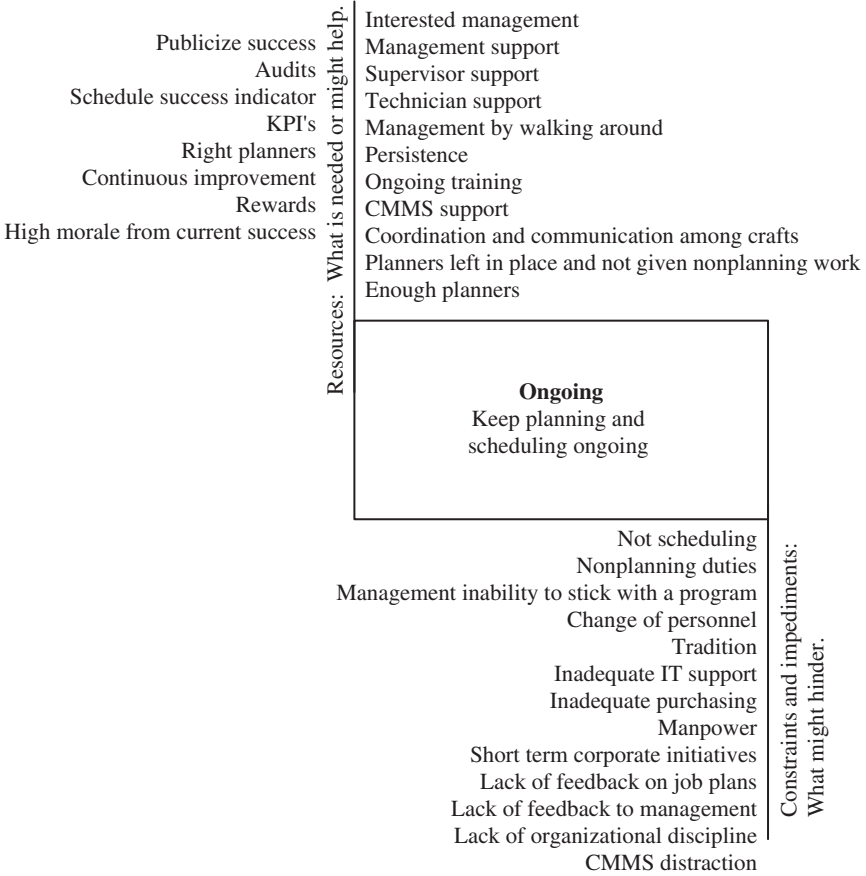 Publicize success
Audits
Schedule success indicator
KPI's
Right planners
Continuous improvement
Rewards
High morale from current success
Resources: What is needed or might help.
Interested management
Management support
Supervisor support
Technician support
Management by walking around
Persistence
Ongoing training
CMMS support
Coordination and communication among crafts
Planners left in place and not given nonplanning work
Enough planners
Ongoing
Keep planning and
scheduling ongoing
Not scheduling
Nonplanning duties
Management inability to stick with a program
Change of personnel
Tradition
Inadequate IT support
Inadequate purchasing
Manpower
Short term corporate initiatives
Lack of feedback on job plans
Lack of feedback to management
Lack of organizational discipline
CMMS distraction
Constraints and impediments:
What might hinder.